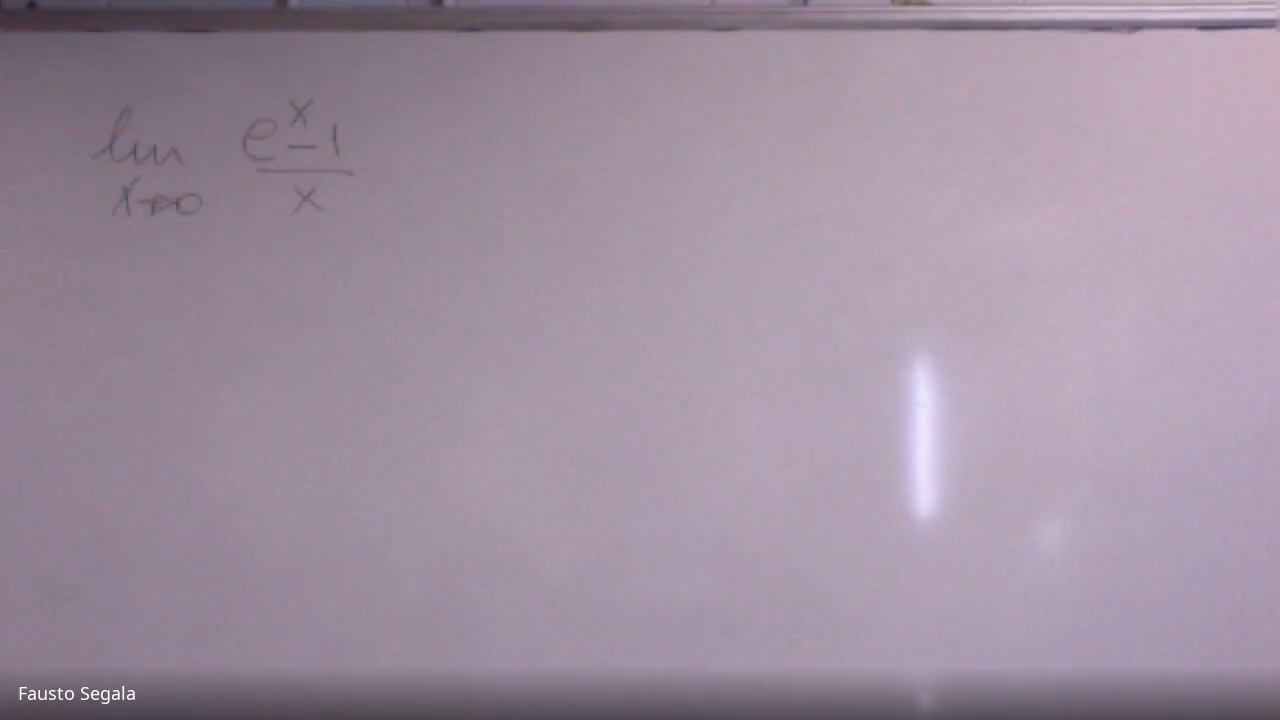 lim e^x - 1
x→0 x
Fausto Segala